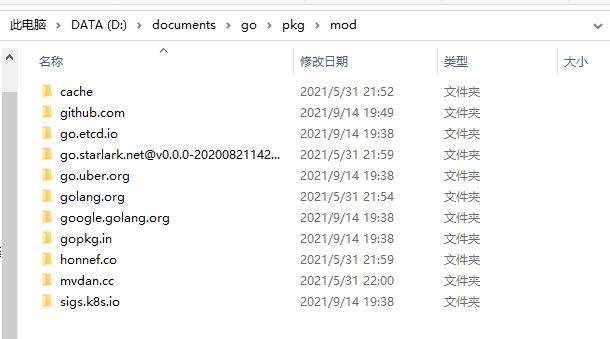 此电脑 > DATA (D:) > documents > go > pkg > mod
名称 修改日期 类型 大小
cache 2021/5/31 21:52 文件夹
github.com 2021/9/14 19:49 文件夹
go.etcd.io 2021/9/14 19:38 文件夹
go.starlark.net@v0.0.0-20200821142... 2021/5/31 21:59 文件夹
go.uber.org 2021/9/14 19:38 文件夹
golang.org 2021/5/31 21:54 文件夹
google.golang.org 2021/9/14 19:38 文件夹
gopkg.in 2021/9/14 19:38 文件夹
honnef.co 2021/5/31 21:59 文件夹
mvdan.cc 2021/5/31 22:00 文件夹
sigs.k8s.io 2021/9/14 19:38 文件夹